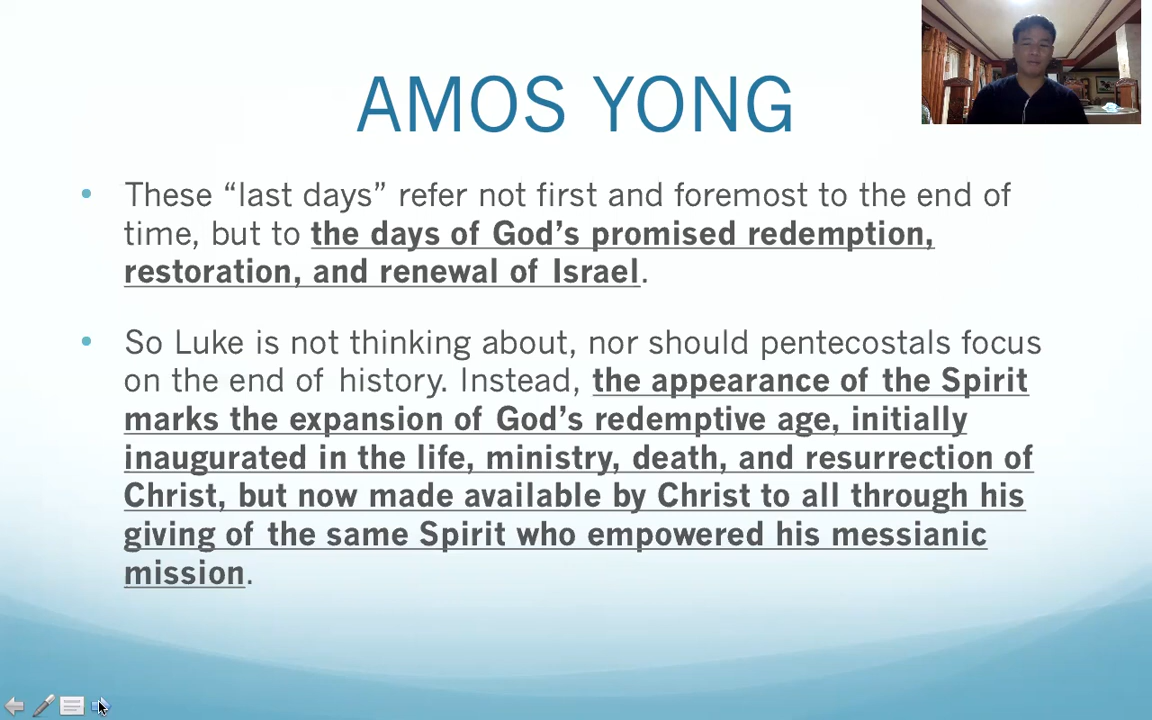 AMOS YONG
• These “last days” refer not first and foremost to the end of
time, but to the days of God’s promised redemption,
restoration, and renewal of Israel.
• So Luke is not thinking about, nor should pentecostals focus
on the end of history. Instead, the appearance of the Spirit
marks the expansion of God’s redemptive age, initially
inaugurated in the life, ministry, death, and resurrection of
Christ, but now made available by Christ to all through his
giving of the same Spirit who empowered his messianic
mission.